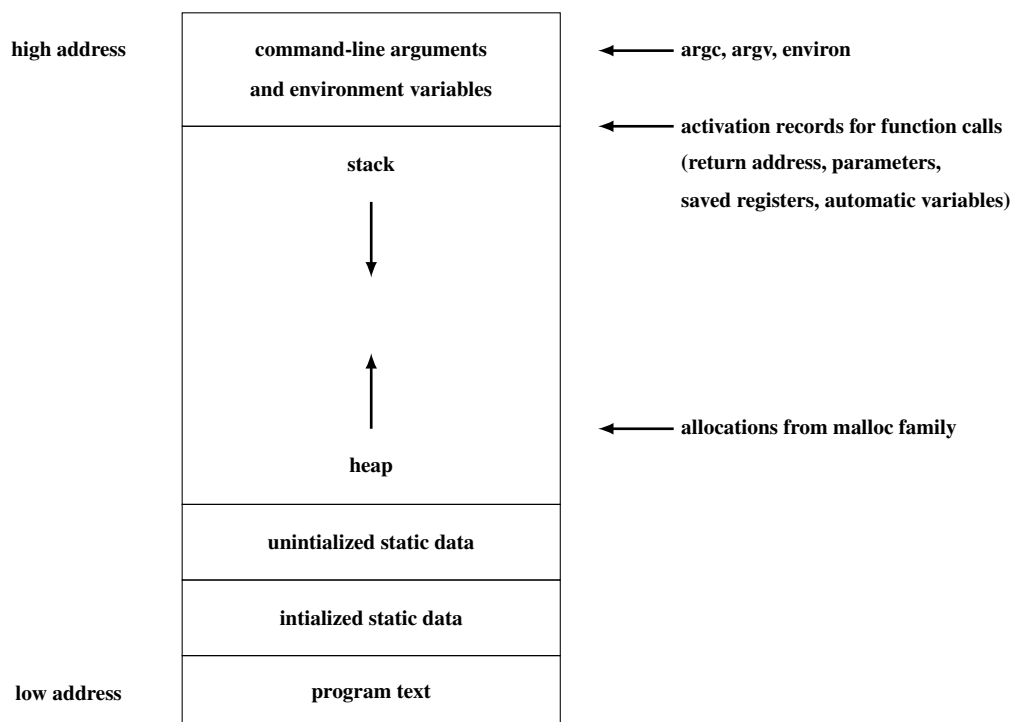 high address
command-line arguments
and environment variables
argc, argv, environ
activation records for function calls
(return address, parameters,
saved registers, automatic variables)
stack
allocations from malloc family
heap
unintialized static data
intialized static data
low address
program text